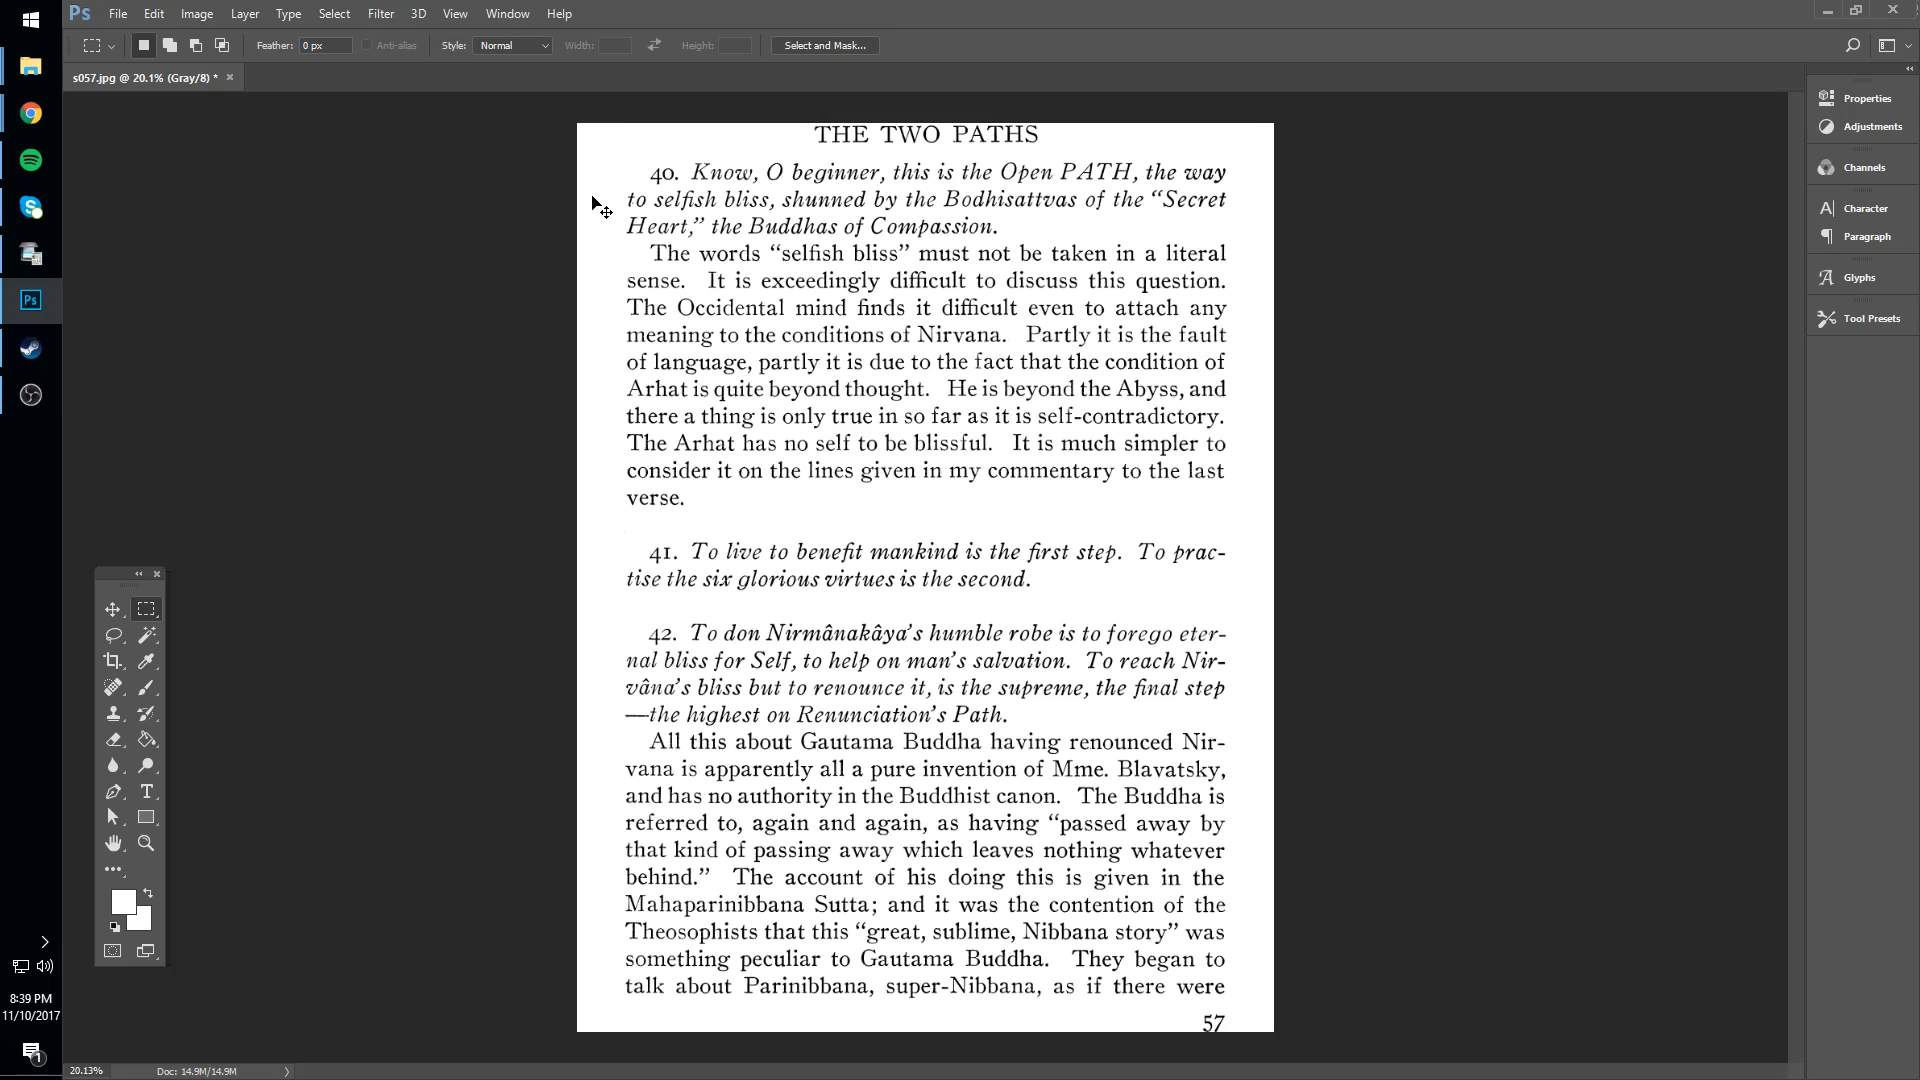 Ps File Edit Image Layer Type Select Filter 3D View Window Help
Feather: 0 px Anti-alias Style: Normal Width: Height: Select and Mask...
s057.jpg @ 20.1% (Gray/8) *
Properties
Adjustments
Channels
Character
Paragraph
Glyphs
Tool Presets
THE TWO PATHS
40. Know, O beginner, this is the Open PATH, the way
to selfish bliss, shunned by the Bodhisattvas of the “Secret
Heart,” the Buddhas of Compassion.
The words “selfish bliss” must not be taken in a literal
sense. It is exceedingly difficult to discuss this question.
The Occidental mind finds it difficult even to attach any
meaning to the conditions of Nirvana. Partly it is the fault
of language, partly it is due to the fact that the condition of
Arhat is quite beyond thought. He is beyond the Abyss, and
there a thing is only true in so far as it is self-contradictory.
The Arhat has no self to be blissful. It is much simpler to
consider it on the lines given in my commentary to the last
verse.
41. To live to benefit mankind is the first step. To prac-
tise the six glorious virtues is the second.
42. To don Nirmânakâya’s humble robe is to forego eter-
nal bliss for Self, to help on man’s salvation. To reach Nir-
vâna’s bliss but to renounce it, is the supreme, the final step
—the highest on Renunciation’s Path.
All this about Gautama Buddha having renounced Nir-
vana is apparently all a pure invention of Mme. Blavatsky,
and has no authority in the Buddhist canon. The Buddha is
referred to, again and again, as having “passed away by
that kind of passing away which leaves nothing whatever
behind.” The account of his doing this is given in the
Mahaparinibbana Sutta; and it was the contention of the
Theosophists that this “great, sublime, Nibbana story” was
something peculiar to Gautama Buddha. They began to
talk about Parinibbana, super-Nibbana, as if there were
57
Ps
8:39 PM
11/10/2017
1
20.13% Doc: 14.9M/14.9M